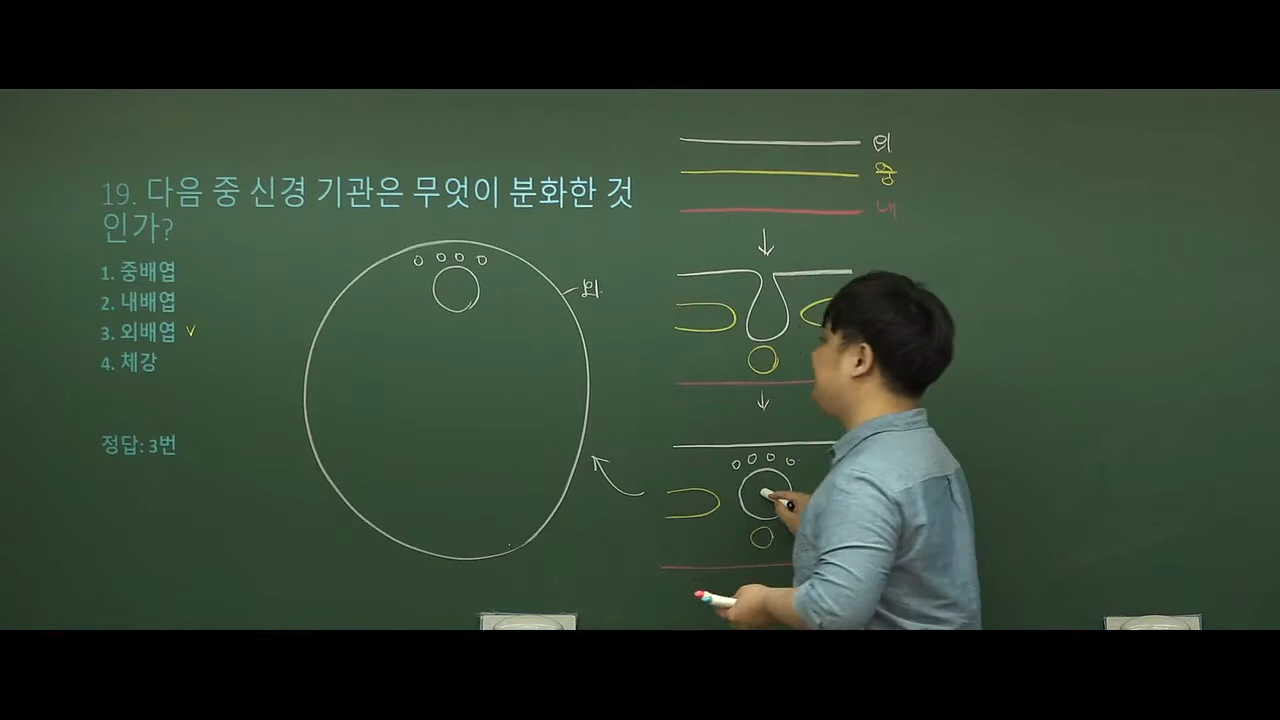 19. 다음 중 신경 기관은 무엇이 분화한 것
인가?
1. 중배엽
2. 내배엽
3. 외배엽 v
4. 체강
정답: 3번
외
외
중
내